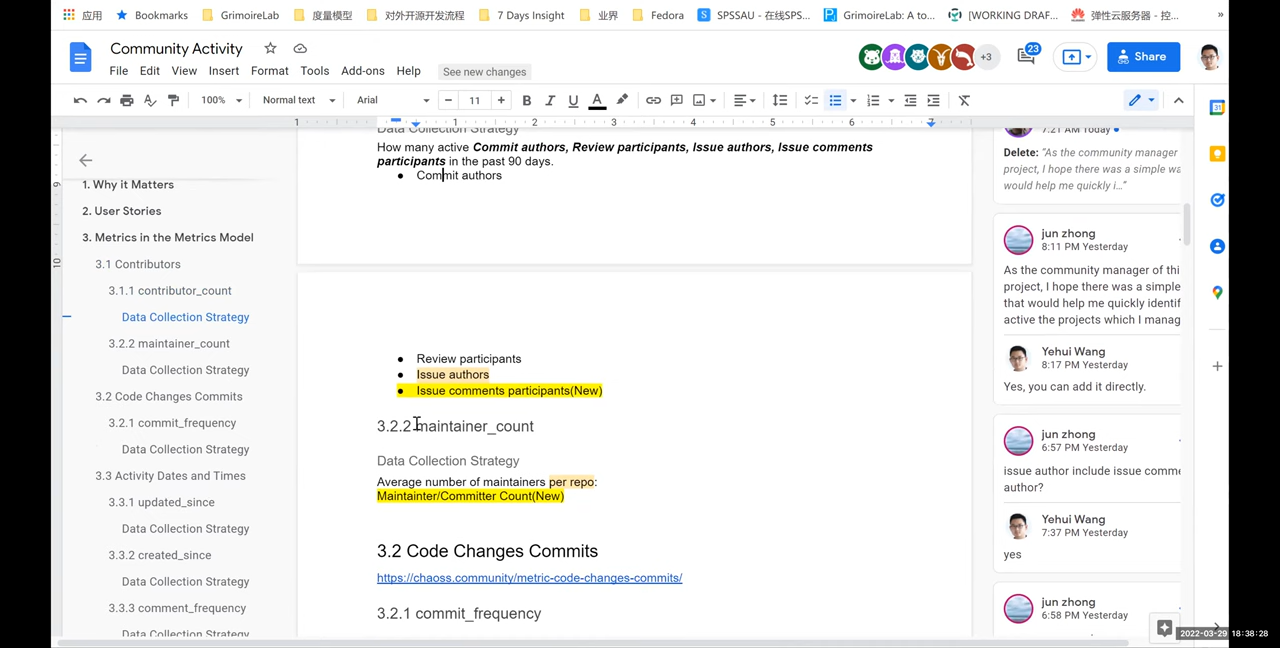 应用
Bookmarks
GrimoireLab
度量模型
对外开源开发流程
7 Days Insight
业界
Fedora
SPSSAU - 在线SPS...
GrimoireLab: A to...
[WORKING DRAF...
弹性云服务器 - 控...
»
Community Activity
+3
23
Share
File Edit View Insert Format Tools Add-ons Help
See new changes
100%
Normal text
Arial
− 11 +
B I U A
1 1 2 3 4 5 6 7
9
10
1. Why it Matters
2. User Stories
3. Metrics in the Metrics Model
3.1 Contributors
3.1.1 contributor_count
Data Collection Strategy
3.2.2 maintainer_count
Data Collection Strategy
3.2 Code Changes Commits
3.2.1 commit_frequency
Data Collection Strategy
3.3 Activity Dates and Times
3.3.1 updated_since
Data Collection Strategy
3.3.2 created_since
Data Collection Strategy
3.3.3 comment_frequency
Data Collection Strategy
Data Collection Strategy
How many active Commit authors, Review participants, Issue authors, Issue comments
participants in the past 90 days.
● Commit authors
● Review participants
● Issue authors
● Issue comments participants(New)
3.2.2 maintainer_count
Data Collection Strategy
Average number of maintainers per repo:
Maintainter/Committer Count(New)
3.2 Code Changes Commits
https://chaoss.community/metric-code-changes-commits/
3.2.1 commit_frequency
7:21 AM Today
Delete: "As the community manager
project, I hope there was a simple wa
would help me quickly i..."
jun zhong
8:11 PM Yesterday
As the community manager of thi
project, I hope there was a simple
that would help me quickly identif
active the projects which I manag
Yehui Wang
8:17 PM Yesterday
Yes, you can add it directly.
jun zhong
6:57 PM Yesterday
issue author include issue comme
author?
Yehui Wang
7:37 PM Yesterday
yes
jun zhong
6:58 PM Yesterday
31
2022-03-29 18:38:28